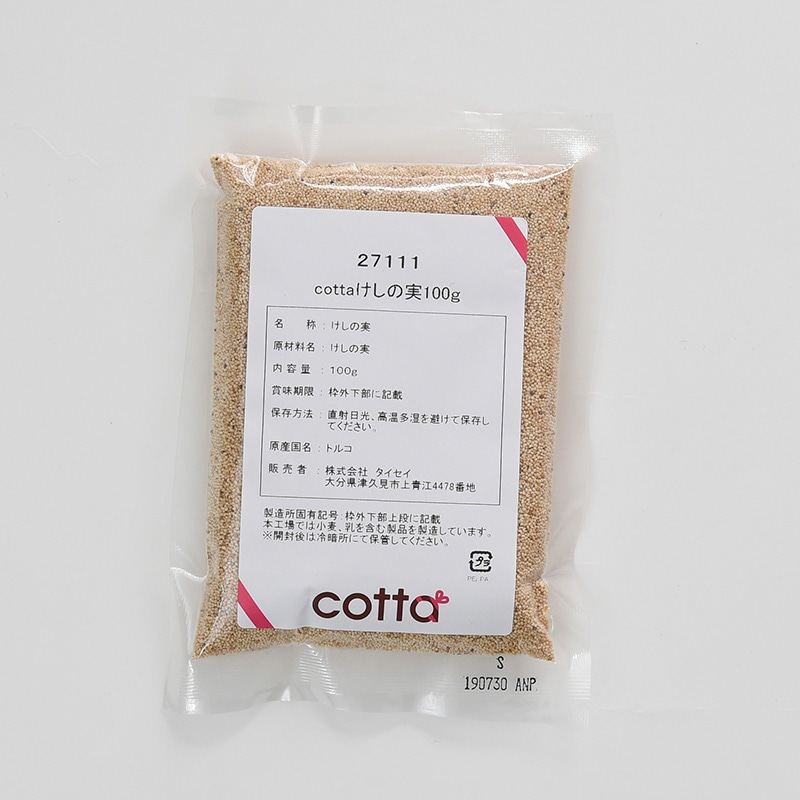 27111
cottaけしの実100g
名　称：けしの実
原材料名：けしの実
内容量：100g
賞味期限：枠外下部に記載
保存方法：直射日光、高温多湿を避けて保存し
てください。
原産国名：トルコ
販売者：株式会社 タイセイ
大分県津久見市上青江4478番地
製造所固有記号：枠外下部上段に記載
本工場では小麦、乳を含む製品を製造しています。
※開封後は冷暗所にて保管してください。
プラ
PE, PA
cotta
S
190730 ANP